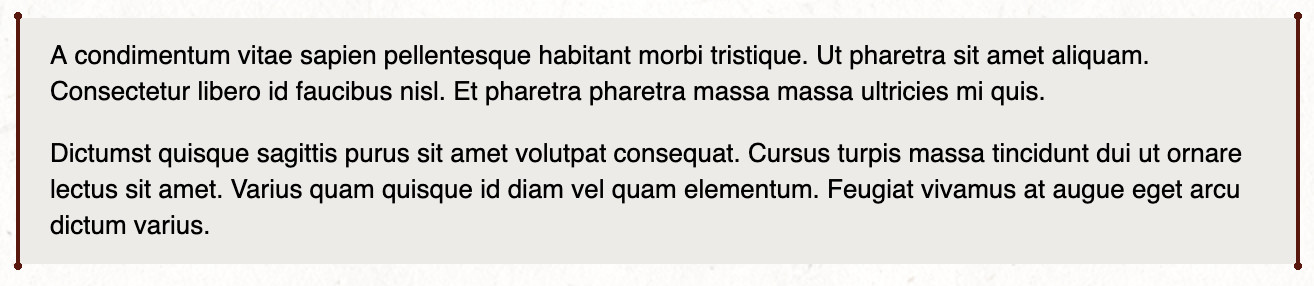 A condimentum vitae sapien pellentesque habitant morbi tristique. Ut pharetra sit amet aliquam.
Consectetur libero id faucibus nisl. Et pharetra pharetra massa massa ultricies mi quis.
Dictumst quisque sagittis purus sit amet volutpat consequat. Cursus turpis massa tincidunt dui ut ornare
lectus sit amet. Varius quam quisque id diam vel quam elementum. Feugiat vivamus at augue eget arcu
dictum varius.